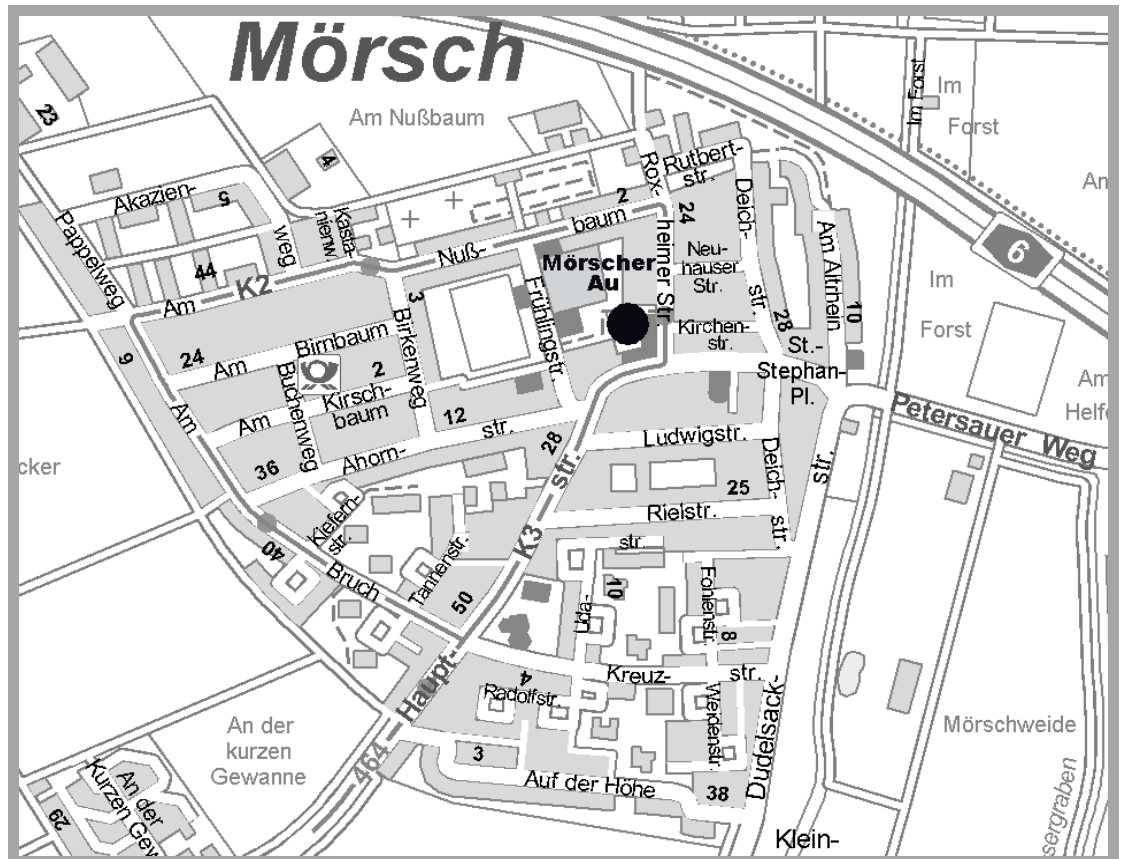 Mörsch
23
Am Nußbaum
4
Im Forst
Im
Forst
Am
Rutbert-
str.
Rox-
heimer Str.
Akazien-
weg
5
Kasta-
nienw.
2
24
Deich-
str.
Pappelweg
44
Nuß-
baum
Am
K2
Neu-
hauser
Str.
Am Altrhein
6
Mörscher
Au
3
Frühlingstr.
Im
Forst
10
28
Kirchen-
str.
St.-
Stephan-
Pl.
9
24
Am
Birnbaum
Birkenweg
2
Buchenweg
Am
Kirsch-
baum
12
Am
Helfe
Petersauer Weg
Am
36
Ahorn-
str.
28
str.
Ludwigstr.
Deich-
str.
str.
cker
25
Rielstr.
Kiefern-
str.
K3
str.
40
Bruch
Tannenstr.
50
10
Uda-
Fohlenstr.
8
4
Kreuz-
str.
Radolfstr.
Weidenstr.
Haupt-
464
Dudelsack-
An der
kurzen
Gewanne
Mörschweide
3
Auf der Höhe
38
An der
Kurzen Gew
29
Klein-
sergraben